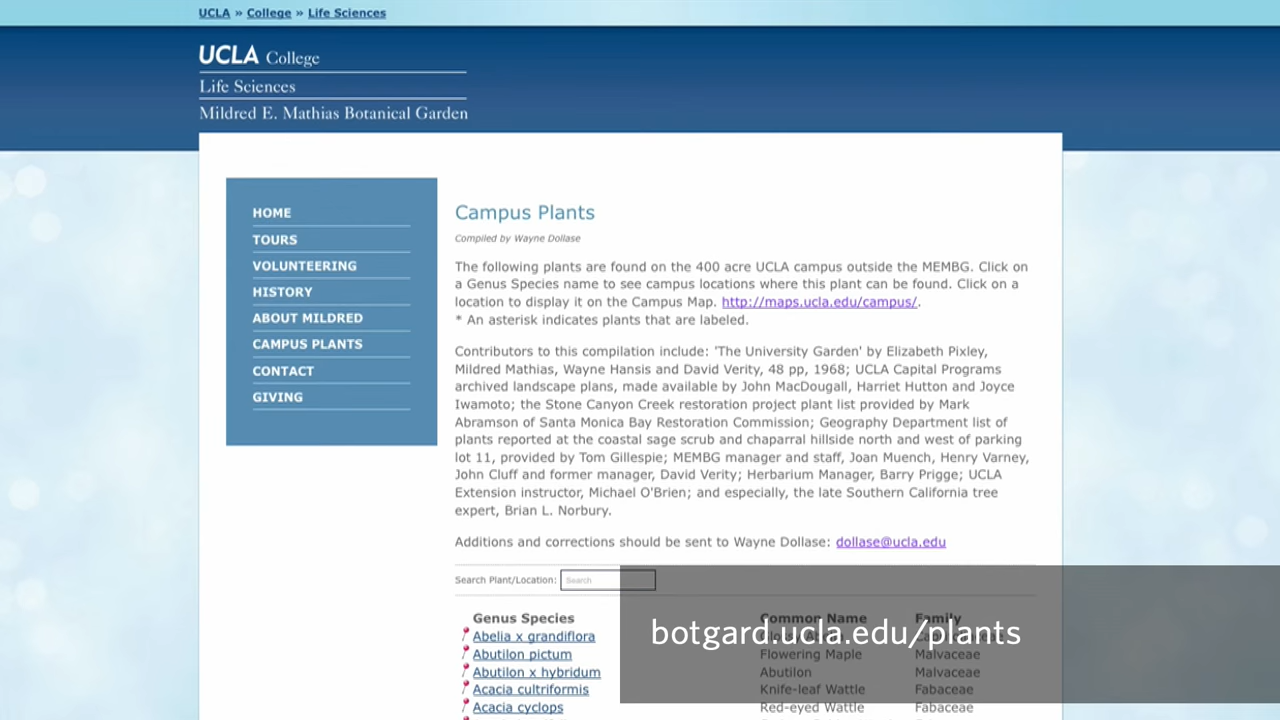 UCLA » College » Life Sciences
UCLA College
Life Sciences
Mildred E. Mathias Botanical Garden
HOME
TOURS
VOLUNTEERING
HISTORY
ABOUT MILDRED
CAMPUS PLANTS
CONTACT
GIVING
Campus Plants
Compiled by Wayne Dollase
The following plants are found on the 400 acre UCLA campus outside the MEMBG. Click on
a Genus Species name to see campus locations where this plant can be found. Click on a
location to display it on the Campus Map. http://maps.ucla.edu/campus/.
* An asterisk indicates plants that are labeled.
Contributors to this compilation include: 'The University Garden' by Elizabeth Pixley,
Mildred Mathias, Wayne Hansis and David Verity, 48 pp, 1968; UCLA Capital Programs
archived landscape plans, made available by John MacDougall, Harriet Hutton and Joyce
Iwamoto; the Stone Canyon Creek restoration project plant list provided by Mark
Abramson of Santa Monica Bay Restoration Commission; Geography Department list of
plants reported at the coastal sage scrub and chaparral hillside north and west of parking
lot 11, provided by Tom Gillespie; MEMBG manager and staff, Joan Muench, Henry Varney,
John Cluff and former manager, David Verity; Herbarium Manager, Barry Prigge; UCLA
Extension instructor, Michael O'Brien; and especially, the late Southern California tree
expert, Brian L. Norbury.
Additions and corrections should be sent to Wayne Dollase: dollase@ucla.edu
Search Plant/Location: Search
Genus Species Common Name Family
Abelia x grandiflora
botgard.ucla.edu/plants
Abutilon pictum Flowering Maple Malvaceae
Abutilon x hybridum Abutilon Malvaceae
Acacia cultriformis Knife-leaf Wattle Fabaceae
Acacia cyclops Red-eyed Wattle Fabaceae